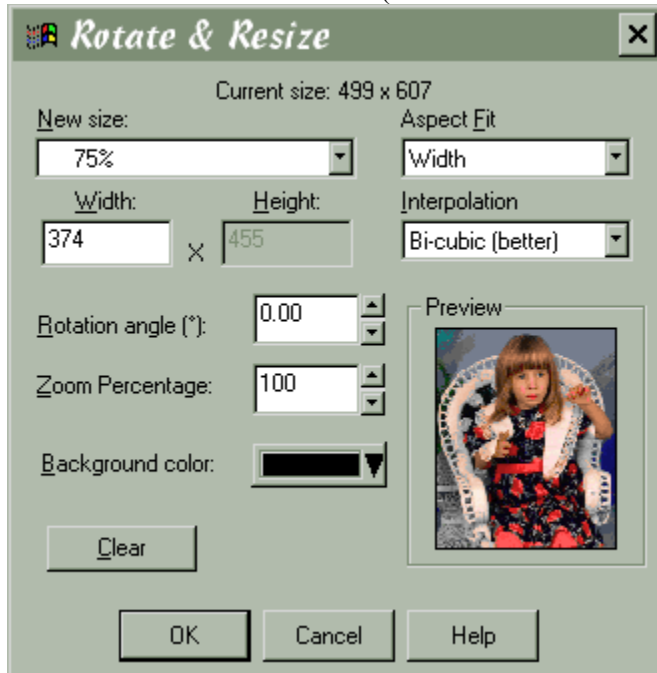 Rotate & Resize
Current size: 499 x 607
New size:
Aspect Fit
75%
Width
Width:
Height:
Interpolation
374
X
455
Bi-cubic (better)
Rotation angle (°):
0.00
Preview
Zoom Percentage:
100
Background color:
Clear
OK
Cancel
Help